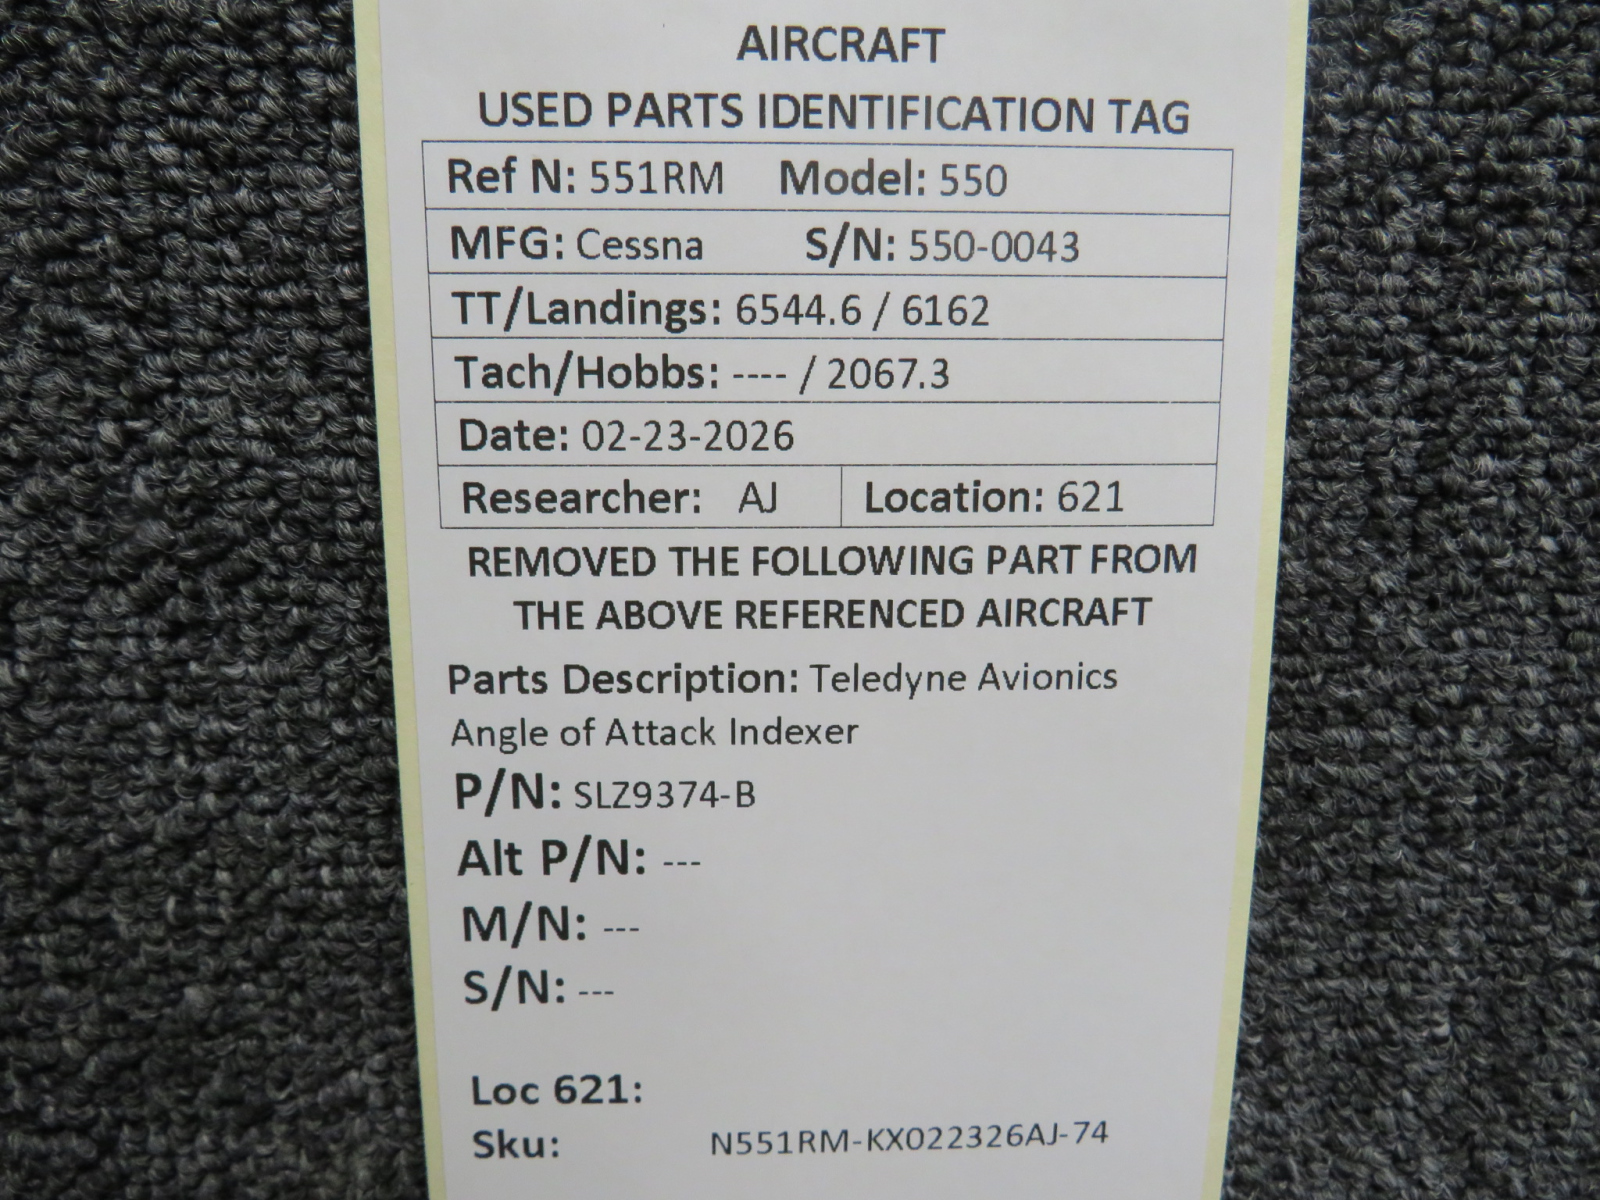 AIRCRAFT
USED PARTS IDENTIFICATION TAG
Ref N: 551RM Model: 550
MFG: Cessna S/N: 550-0043
TT/Landings: 6544.6 / 6162
Tach/Hobbs: ---- / 2067.3
Date: 02-23-2026
Researcher: AJ Location: 621
REMOVED THE FOLLOWING PART FROM
THE ABOVE REFERENCED AIRCRAFT
Parts Description: Teledyne Avionics
Angle of Attack Indexer
P/N: SLZ9374-B
Alt P/N: ---
M/N: ---
S/N: ---
Loc 621:
Sku: N551RM-KX022326AJ-74